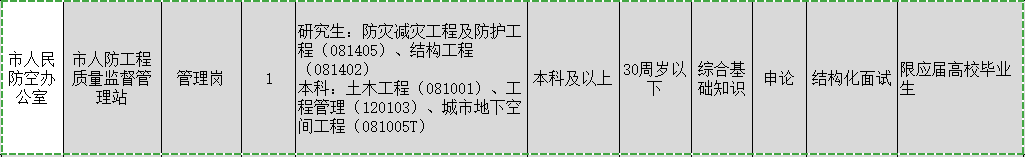 市人民
防空办
公室
市人防工程
质量监督管
理站
管理岗
1
研究生：防灾减灾工程及防护工
程（081405）、结构工程
（081402）
本科：土木工程（081001）、工
程管理（120103）、城市地下空
间工程（081005T）
本科及以上
30周岁以
下
综合基
础知识
申论
结构化面试
限应届高校毕业
生